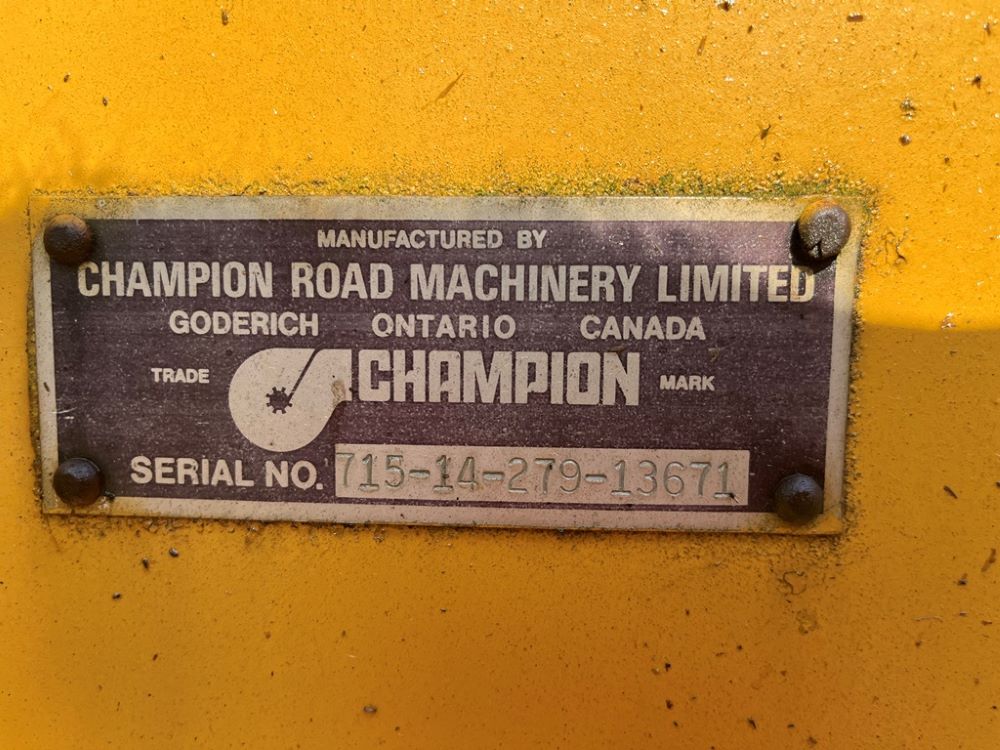 MANUFACTURED BY
CHAMPION ROAD MACHINERY LIMITED
GODERICH ONTARIO CANADA
TRADE CHAMPION MARK
SERIAL NO. 715-14-279-13671